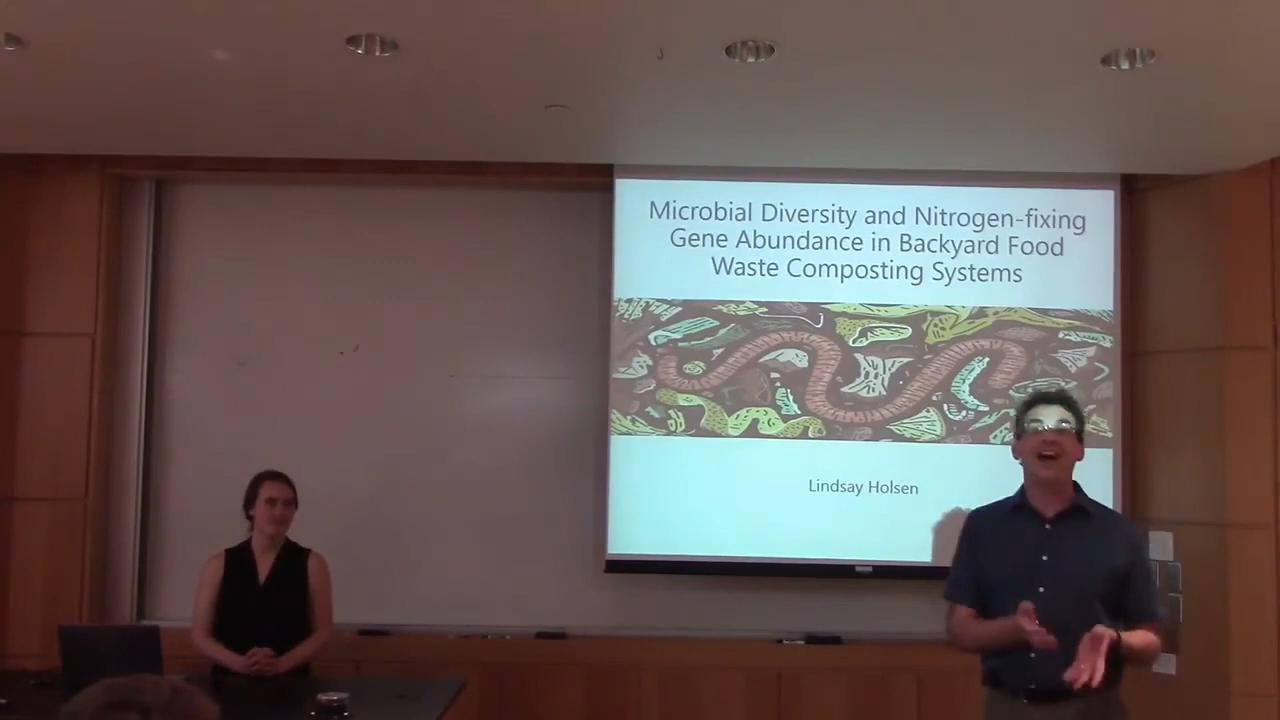 Microbial Diversity and Nitrogen-fixing
Gene Abundance in Backyard Food
Waste Composting Systems
Lindsay Holsen